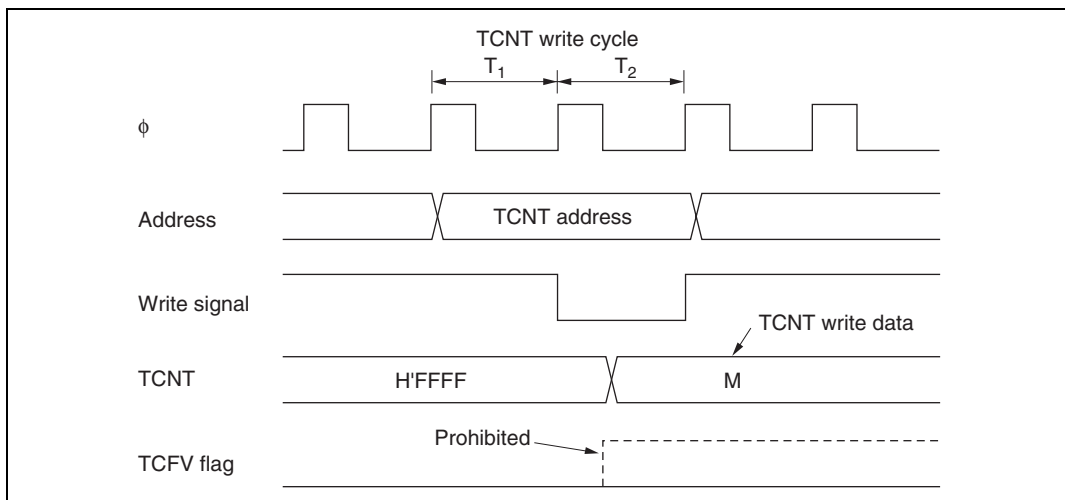 TCNT write cycle
T1 T2
ϕ
Address
TCNT address
Write signal
TCNT write data
TCNT
H'FFFF
M
Prohibited
TCFV flag